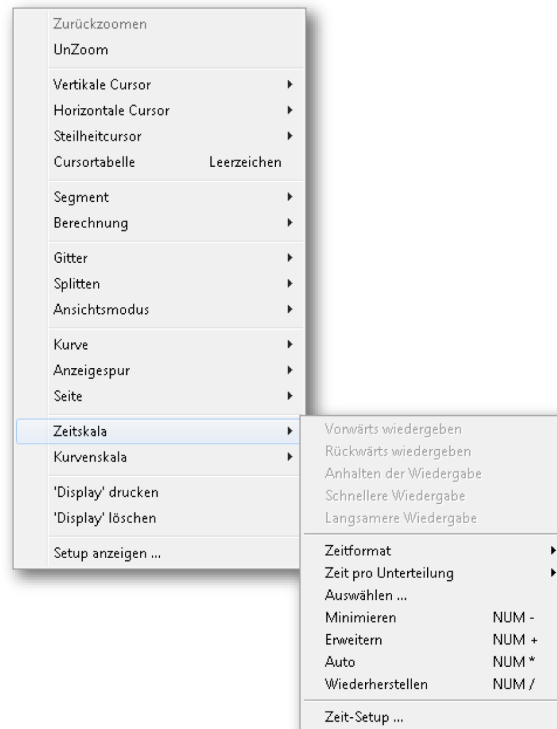 Zurückzoomen
UnZoom
Vertikale Cursor
Horizontale Cursor
Steilheitcursor
Cursortabelle Leerzeichen
Segment
Berechnung
Gitter
Splitten
Ansichtsmodus
Kurve
Anzeigespur
Seite
Zeitskala
Kurvenskala
'Display' drucken
'Display' löschen
Setup anzeigen ...
Vorwärts wiedergeben
Rückwärts wiedergeben
Anhalten der Wiedergabe
Schnellere Wiedergabe
Langsamere Wiedergabe
Zeitformat
Zeit pro Unterteilung
Auswählen ...
Minimieren NUM -
Erweitern NUM +
Auto NUM *
Wiederherstellen NUM /
Zeit-Setup ...